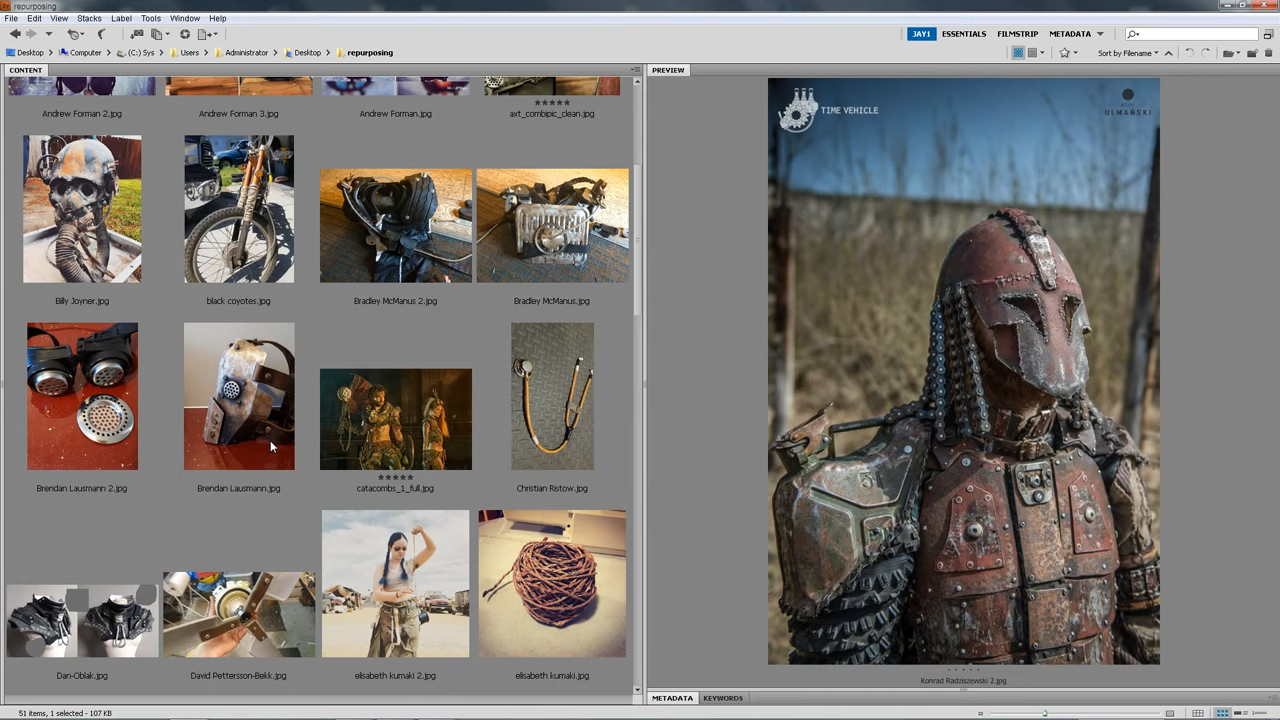 Br repurposing
File Edit View Stacks Label Tools Window Help
JAY1 ESSENTIALS FILMSTRIP METADATA
Desktop Computer (C:) Sys Users Administrator Desktop repurposing
Sort by Filename
CONTENT
PREVIEW
Andrew Forman 2.jpg
Andrew Forman 3.jpg
Andrew Forman.jpg
axt_combipic_clean.jpg
Billy Joyner.jpg
black coyotes.jpg
Bradley McManus 2.jpg
Bradley McManus.jpg
Brendan Lausmann 2.jpg
Brendan Lausmann.jpg
catacombs_1_full.jpg
Christian Ristow.jpg
Dan-Oblak.jpg
David Pettersson-Bekk.jpg
elisabeth kumaki 2.jpg
elisabeth kumaki.jpg
TIME VEHICLE
ULMAŃSKI
Konrad Radziszewski 2.jpg
METADATA KEYWORDS
51 items, 1 selected - 107 KB